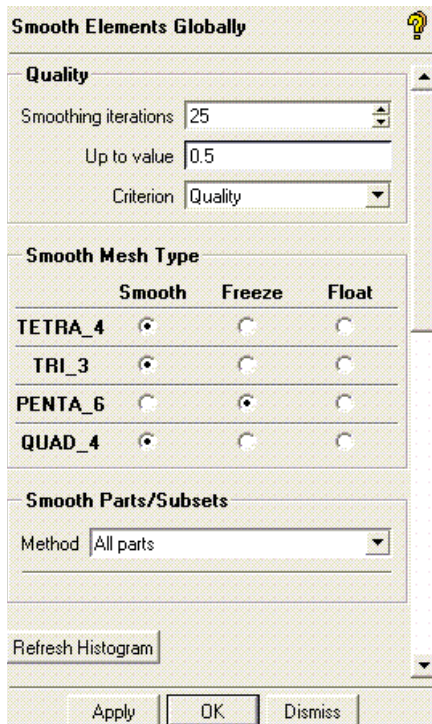 Smooth Elements Globally
Quality
Smoothing iterations 25
Up to value 0.5
Criterion Quality
Smooth Mesh Type
Smooth Freeze Float
TETRA_4
TRI_3
PENTA_6
QUAD_4
Smooth Parts/Subsets
Method All parts
Refresh Histogram
Apply OK Dismiss